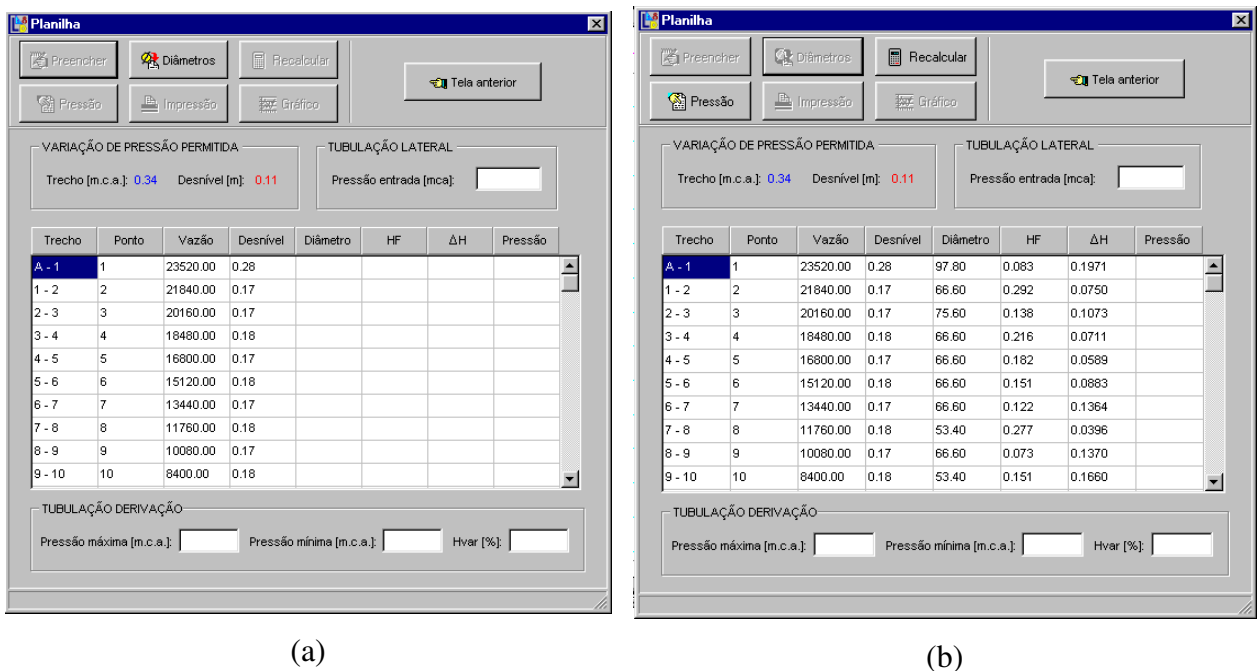 Planilha
Preencher Diâmetros Recalcular
Tela anterior
Pressão Impressão Gráfico
VARIAÇÃO DE PRESSÃO PERMITIDA TUBULAÇÃO LATERAL
Trecho [m.c.a.]: 0.34 Desnível [m]: 0.11 Pressão entrada [mca]:
Trecho Ponto Vazão Desnível Diâmetro HF ΔH Pressão
A - 1 1 23520.00 0.28
1 - 2 2 21840.00 0.17
2 - 3 3 20160.00 0.17
3 - 4 4 18480.00 0.18
4 - 5 5 16800.00 0.17
5 - 6 6 15120.00 0.18
6 - 7 7 13440.00 0.17
7 - 8 8 11760.00 0.18
8 - 9 9 10080.00 0.17
9 - 10 10 8400.00 0.18
TUBULAÇÃO DERIVAÇÃO
Pressão máxima [m.c.a.]: Pressão mínima [m.c.a.]: Hvar [%]:
(a)
Planilha
Preencher Diâmetros Recalcular
Tela anterior
Pressão Impressão Gráfico
VARIAÇÃO DE PRESSÃO PERMITIDA TUBULAÇÃO LATERAL
Trecho [m.c.a.]: 0.34 Desnível [m]: 0.11 Pressão entrada [mca]:
Trecho Ponto Vazão Desnível Diâmetro HF ΔH Pressão
A - 1 1 23520.00 0.28 97.80 0.083 0.1971
1 - 2 2 21840.00 0.17 66.60 0.292 0.0750
2 - 3 3 20160.00 0.17 75.60 0.138 0.1073
3 - 4 4 18480.00 0.18 66.60 0.216 0.0711
4 - 5 5 16800.00 0.17 66.60 0.182 0.0589
5 - 6 6 15120.00 0.18 66.60 0.151 0.0883
6 - 7 7 13440.00 0.17 66.60 0.122 0.1364
7 - 8 8 11760.00 0.18 53.40 0.277 0.0396
8 - 9 9 10080.00 0.17 66.60 0.073 0.1370
9 - 10 10 8400.00 0.18 53.40 0.151 0.1660
TUBULAÇÃO DERIVAÇÃO
Pressão máxima [m.c.a.]: Pressão mínima [m.c.a.]: Hvar [%]:
(b)